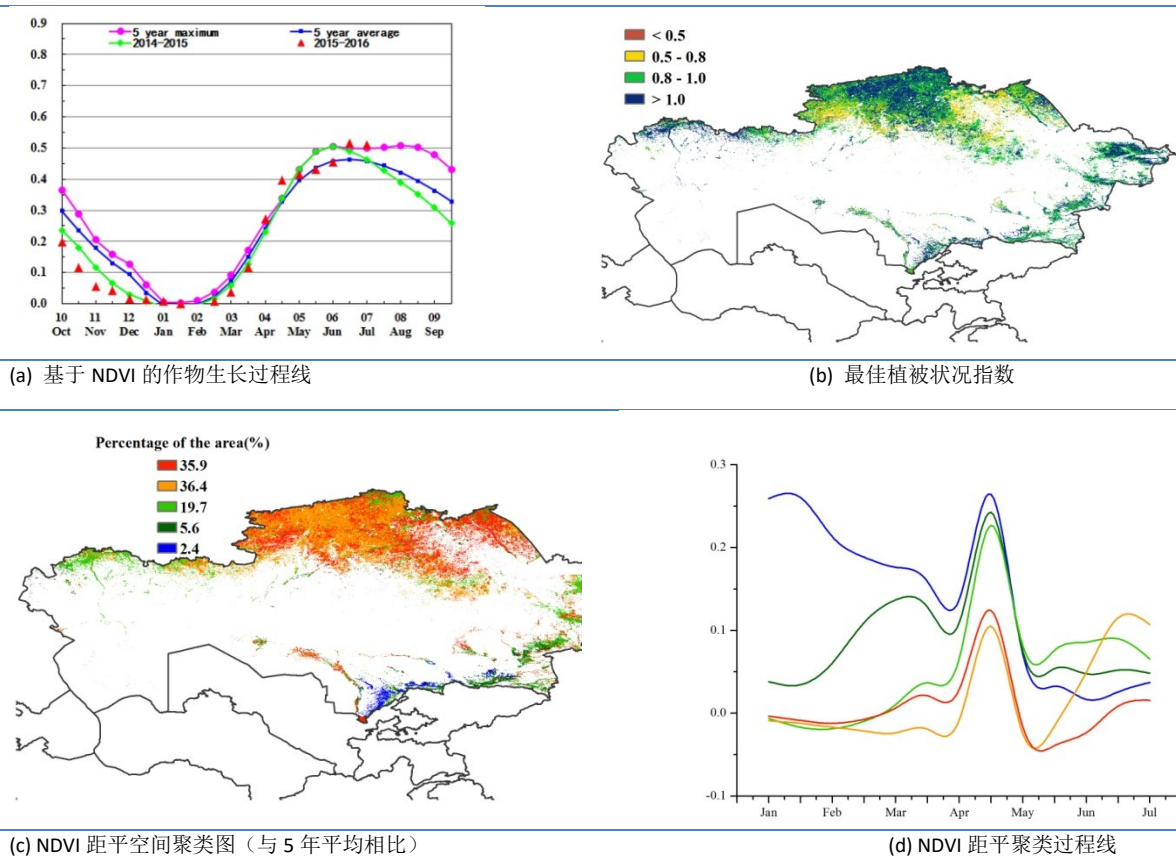 0.9
0.8
0.7
0.6
0.5
0.4
0.3
0.2
0.1
0.0
5 year maximum
5 year average
2014-2015
2015-2016
10 11 12 01 02 03 04 05 06 07 08 09
Oct Nov Dec Jan Feb Mar Apr May Jun Jul Aug Sep
< 0.5
0.5 - 0.8
0.8 - 1.0
> 1.0
(a) 基于 NDVI 的作物生长过程线
(b) 最佳植被状况指数
Percentage of the area(%)
35.9
36.4
19.7
5.6
2.4
0.3
0.2
0.1
0.0
-0.1
Jan Feb Mar Apr May Jun Jul
(c) NDVI 距平空间聚类图（与 5 年平均相比）
(d) NDVI 距平聚类过程线